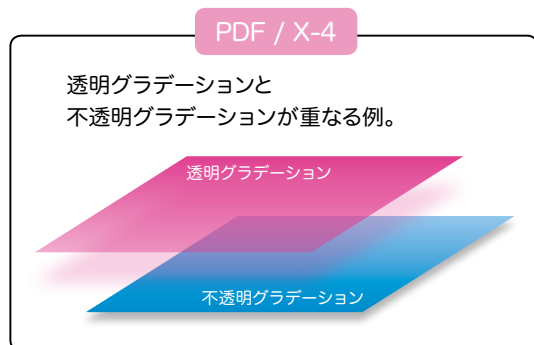 PDF / X-4
透明グラデーションと
不透明グラデーションが重なる例。
透明グラデーション
不透明グラデーション